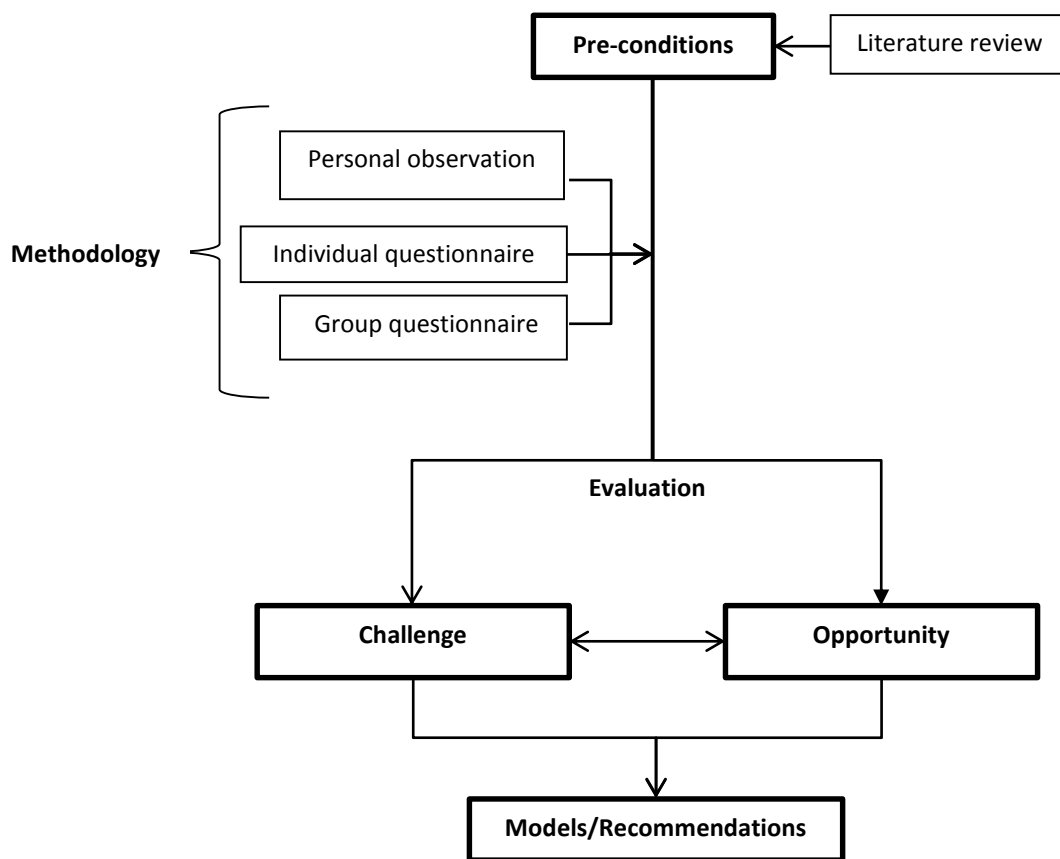 Pre-conditions
Literature review
Personal observation
Methodology
Individual questionnaire
Group questionnaire
Evaluation
Challenge
Opportunity
Models/Recommendations